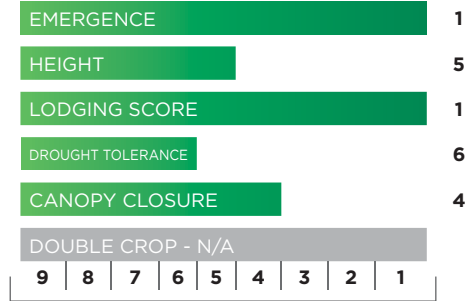 EMERGENCE 1
HEIGHT 5
LODGING SCORE 1
DROUGHT TOLERANCE 6
CANOPY CLOSURE 4
DOUBLE CROP - N/A
9 8 7 6 5 4 3 2 1